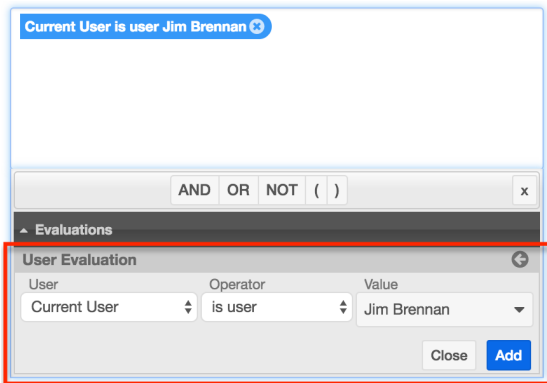 Current User is user Jim Brennan
AND OR NOT ( ) x
Evaluations
User Evaluation
User Operator Value
Current User is user Jim Brennan
Close Add